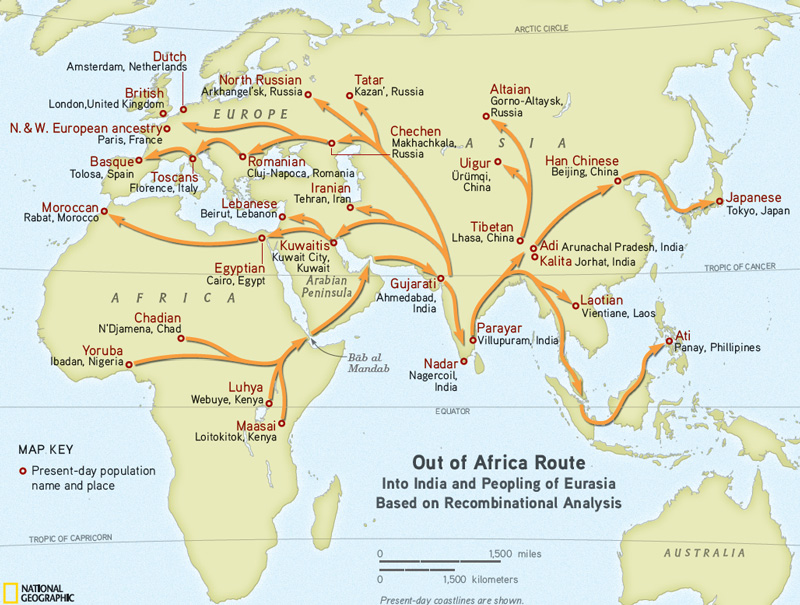 ARCTIC CIRCLE
Dutch
Amsterdam, Netherlands
British
London,United Kingdom
N. & W. European ancestry
Paris, France
Basque
Tolosa, Spain
Toscans
Florence, Italy
Romanian
Cluj-Napoca, Romania
EUROPE
North Russian
Arkhangel'sk, Russia
Tatar
Kazan', Russia
Chechen
Makhachkala,
Russia
Altaian
Gorno-Altaysk,
Russia
ASIA
Uigur
Ürümqi,
China
Han Chinese
Beijing, China
Japanese
Tokyo, Japan
Iranian
Tehran, Iran
Lebanese
Beirut, Lebanon
Moroccan
Rabat, Morocco
Kuwaitis
Kuwait City,
Kuwait
Egyptian
Cairo, Egypt
Arabian
Peninsula
Tibetan
Lhasa, China
Adi Arunachal Pradesh, India
Kalita Jorhat, India
TROPIC OF CANCER
Gujarati
Ahmedabad,
India
Laotian
Vientiane, Laos
Parayar
Villupuram, India
Ati
Panay, Phillipines
Nadar
Nagercoil,
India
AFRICA
Chadian
N'Djamena, Chad
Yoruba
Ibadan, Nigeria
Bāb al
Mandab
Luhya
Webuye, Kenya
Maasai
Loitokitok, Kenya
EQUATOR
MAP KEY
Present-day population
name and place
Out of Africa Route
Into India and Peopling of Eurasia
Based on Recombinational Analysis
TROPIC OF CAPRICORN
0 1,500 miles
0 1,500 kilometers
Present-day coastlines are shown.
AUSTRALIA
NATIONAL
GEOGRAPHIC